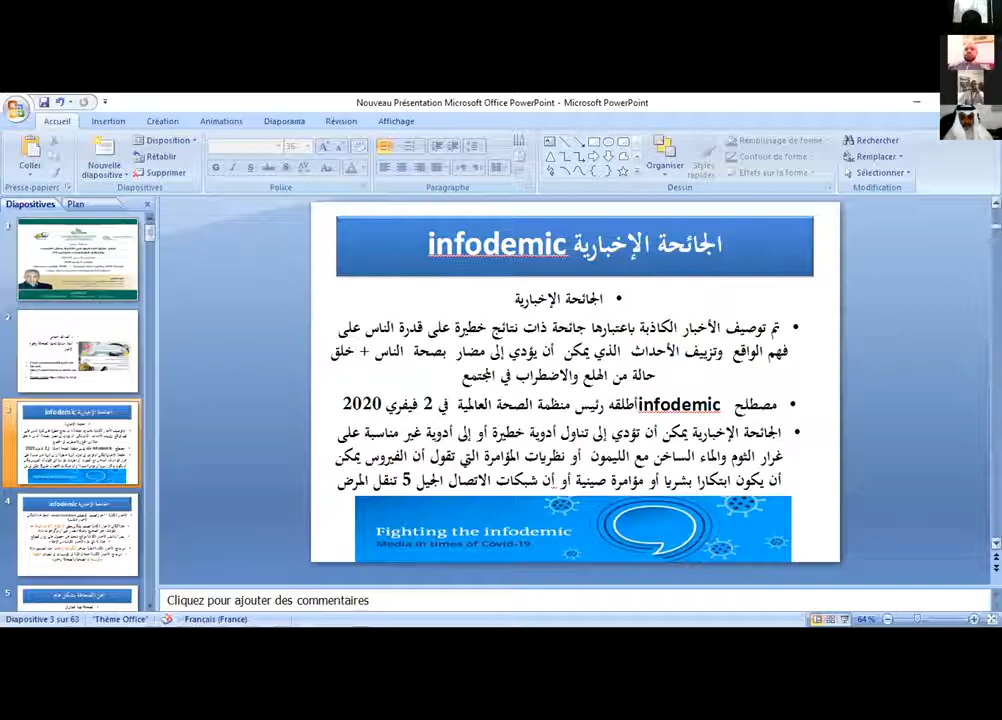 Nouveau Présentation Microsoft Office PowerPoint - Microsoft PowerPoint
Accueil Insertion Création Animations Diaporama Révision Affichage
Coller
Presse-papiers
Nouvelle diapositive
Disposition
Rétablir
Supprimer
Diapositives
36
G I S
Police
Paragraphe
Organiser
Styles rapides
Remplissage de forme
Contour de forme
Effets sur la forme
Dessin
Rechercher
Remplacer
Sélectionner
Modification
Diapositives Plan
1
2
3
4
5
الجائحة الإخبارية infodemic
• الجائحة الإخبارية
• تم توصيف الأخبار الكاذبة باعتبارها جائحة ذات نتائج خطيرة على قدرة الناس على
فهم الواقع وتزييف الأحداث الذي يمكن أن يؤدي إلى مضار بصحة الناس + خلق
حالة من الهلع والاضطراب في المجتمع
• مصطلح infodemic أطلقه رئيس منظمة الصحة العالمية في 2 فيفري 2020
• الجائحة الإخبارية يمكن أن تؤدي إلى تناول أدوية خطيرة أو إلى أدوية غير مناسبة على
غرار الثوم والماء الساخن مع الليمون أو نظريات المؤامرة التي تقول أن الفيروس يمكن
أن يكون ابتكارا بشريا أو مؤامرة صينية أو أن شبكات الاتصال الجيل 5 تنقل المرض
Fighting the infodemic
Media in times of Covid-19
Cliquez pour ajouter des commentaires
Diapositive 3 sur 63 "Thème Office" Français (France) 64 %